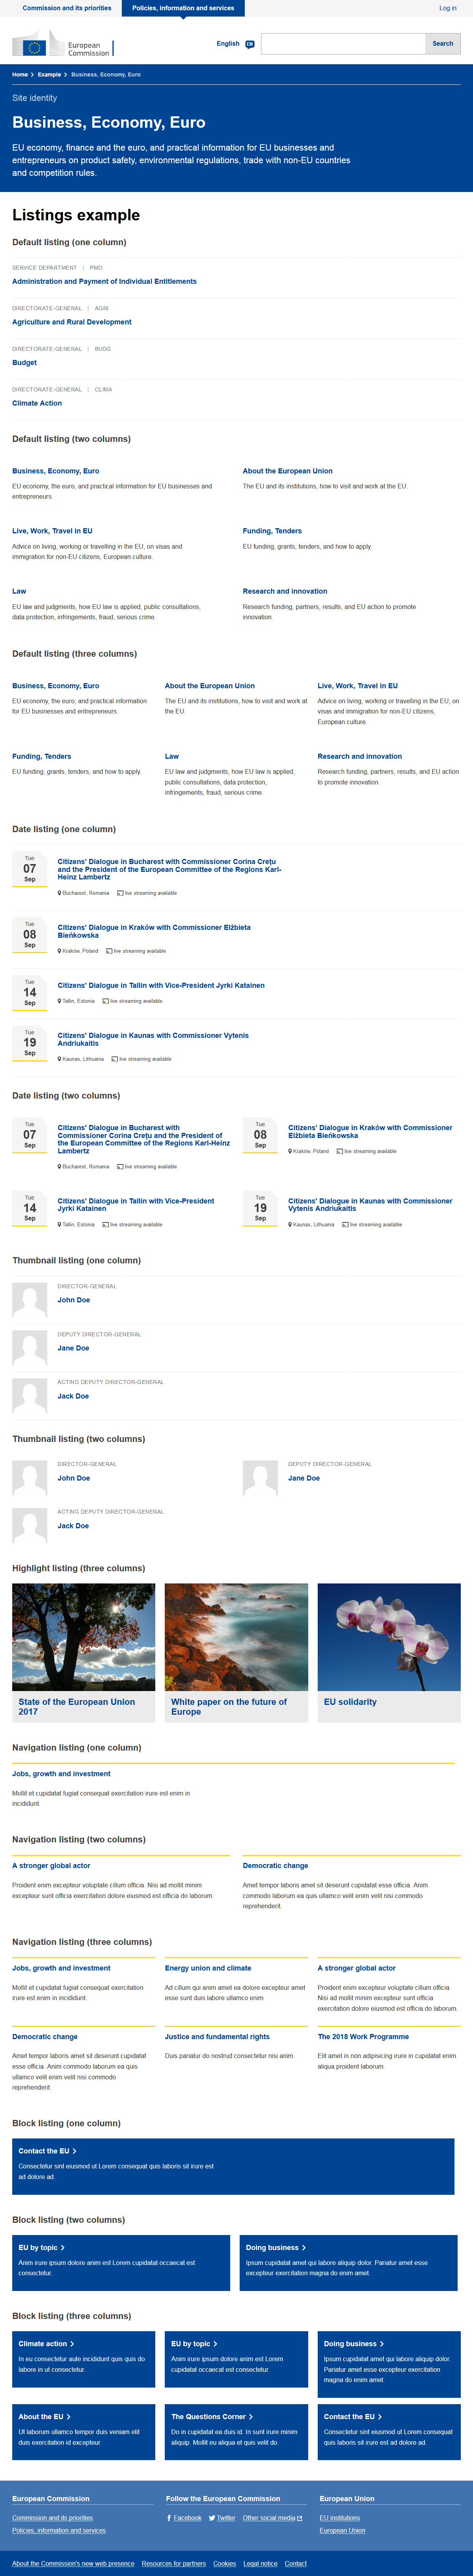 Commission and its priorities
Policies, information and services
Log in
European
Commission
English EN
Search
Home > Example > Business, Economy, Euro
Site identity
Business, Economy, Euro
EU economy, finance and the euro, and practical information for EU businesses and
entrepreneurs on product safety, environmental regulations, trade with non-EU countries
and competition rules.
Listings example
Default listing (one column)
SERVICE DEPARTMENT | PMO
Administration and Payment of Individual Entitlements
DIRECTORATE-GENERAL | AGRI
Agriculture and Rural Development
DIRECTORATE-GENERAL | BUDG
Budget
DIRECTORATE-GENERAL | CLIMA
Climate Action
Default listing (two columns)
Business, Economy, Euro
EU economy, the euro, and practical information for EU businesses and
entrepreneurs.
About the European Union
The EU and its institutions, how to visit and work at the EU.
Live, Work, Travel in EU
Advice on living, working or travelling in the EU, on visas and
immigration for non-EU citizens, European culture.
Funding, Tenders
EU funding, grants, tenders, and how to apply.
Law
EU law and judgments, how EU law is applied, public consultations,
data protection, infringements, fraud, serious crime.
Research and innovation
Research funding, partners, results, and EU action to promote
innovation.
Default listing (three columns)
Business, Economy, Euro
EU economy, the euro, and practical information
for EU businesses and entrepreneurs.
About the European Union
The EU and its institutions, how to visit and work at
the EU.
Live, Work, Travel in EU
Advice on living, working or travelling in the EU, on
visas and immigration for non-EU citizens,
European culture.
Funding, Tenders
EU funding, grants, tenders, and how to apply.
Law
EU law and judgments, how EU law is applied,
public consultations, data protection,
infringements, fraud, serious crime.
Research and innovation
Research funding, partners, results, and EU action
to promote innovation.
Date listing (one column)
Tue
07
Sep
Citizens' Dialogue in Bucharest with Commissioner Corina Crețu
and the President of the European Committee of the Regions Karl-
Heinz Lambertz
Bucharest, Romania live streaming available
Tue
08
Sep
Citizens' Dialogue in Kraków with Commissioner Elżbieta
Bieńkowska
Kraków, Poland live streaming available
Tue
14
Sep
Citizens' Dialogue in Tallin with Vice-President Jyrki Katainen
Tallin, Estonia live streaming available
Tue
19
Sep
Citizens' Dialogue in Kaunas with Commissioner Vytenis
Andriukaitis
Kaunas, Lithuania live streaming available
Date listing (two columns)
Tue
07
Sep
Citizens' Dialogue in Bucharest with
Commissioner Corina Crețu and the President of
the European Committee of the Regions Karl-Heinz
Lambertz
Bucharest, Romania live streaming available
Tue
08
Sep
Citizens' Dialogue in Kraków with Commissioner
Elżbieta Bieńkowska
Kraków, Poland live streaming available
Tue
14
Sep
Citizens' Dialogue in Tallin with Vice-President
Jyrki Katainen
Tallin, Estonia live streaming available
Tue
19
Sep
Citizens' Dialogue in Kaunas with Commissioner
Vytenis Andriukaitis
Kaunas, Lithuania live streaming available
Thumbnail listing (one column)
DIRECTOR-GENERAL
John Doe
DEPUTY DIRECTOR-GENERAL
Jane Doe
ACTING DEPUTY DIRECTOR-GENERAL
Jack Doe
Thumbnail listing (two columns)
DIRECTOR-GENERAL
John Doe
DEPUTY DIRECTOR-GENERAL
Jane Doe
ACTING DEPUTY DIRECTOR-GENERAL
Jack Doe
Highlight listing (three columns)
State of the European Union
2017
White paper on the future of
Europe
EU solidarity
Navigation listing (one column)
Jobs, growth and investment
Mollit et cupidatat fugiat consequat exercitation irure est enim in
incididunt.
Navigation listing (two columns)
A stronger global actor
Proident enim excepteur voluptate cillum officia. Nisi ad mollit minim
excepteur sunt officia exercitation dolore eiusmod est officia do laborum.
Democratic change
Amet tempor laboris amet sit deserunt cupidatat esse officia. Anim
commodo laborum ea quis ullamco velit enim velit nisi commodo
reprehenderit.
Navigation listing (three columns)
Jobs, growth and investment
Mollit et cupidatat fugiat consequat exercitation
irure est enim in incididunt.
Energy union and climate
Ad cillum qui anim amet ea dolore excepteur amet
esse sunt duis labore ullamco enim.
A stronger global actor
Proident enim excepteur voluptate cillum officia.
Nisi ad mollit minim excepteur sunt officia
exercitation dolore eiusmod est officia do laborum.
Democratic change
Amet tempor laboris amet sit deserunt cupidatat
esse officia. Anim commodo laborum ea quis
ullamco velit enim velit nisi commodo
reprehenderit.
Justice and fundamental rights
Duis pariatur do nostrud consectetur nisi anim.
The 2018 Work Programme
Elit amet in non adipisicing irure in cupidatat enim
aliqua proident laborum.
Block listing (one column)
Contact the EU >
Consectetur sint eiusmod ut Lorem consequat quis laboris sit irure est
ad dolore ad.
Block listing (two columns)
EU by topic >
Anim irure ipsum dolore anim est Lorem cupidatat occaecat est
consectetur.
Doing business >
Ipsum cupidatat amet qui labore aliquip dolor. Pariatur amet esse
excepteur exercitation magna do enim amet.
Block listing (three columns)
Climate action >
In eu consectetur aute incididunt quis quis do
labore in ut consectetur.
EU by topic >
Anim irure ipsum dolore anim est Lorem
cupidatat occaecat est consectetur.
Doing business >
Ipsum cupidatat amet qui labore aliquip dolor.
Pariatur amet esse excepteur exercitation
magna do enim amet.
About the EU >
Ut laborum ullamco tempor duis veniam elit
duis exercitation id excepteur.
The Questions Corner >
Do in cupidatat ea duis id. In sunt irure minim
aliquip. Mollit eu aliqua et quis velit do.
Contact the EU >
Consectetur sint eiusmod ut Lorem consequat
quis laboris sit irure est ad dolore ad.
European Commission
Commission and its priorities
Policies, information and services
Follow the European Commission
Facebook Twitter Other social media
European Union
EU institutions
European Union
About the Commission's new web presence Resources for partners Cookies Legal notice Contact